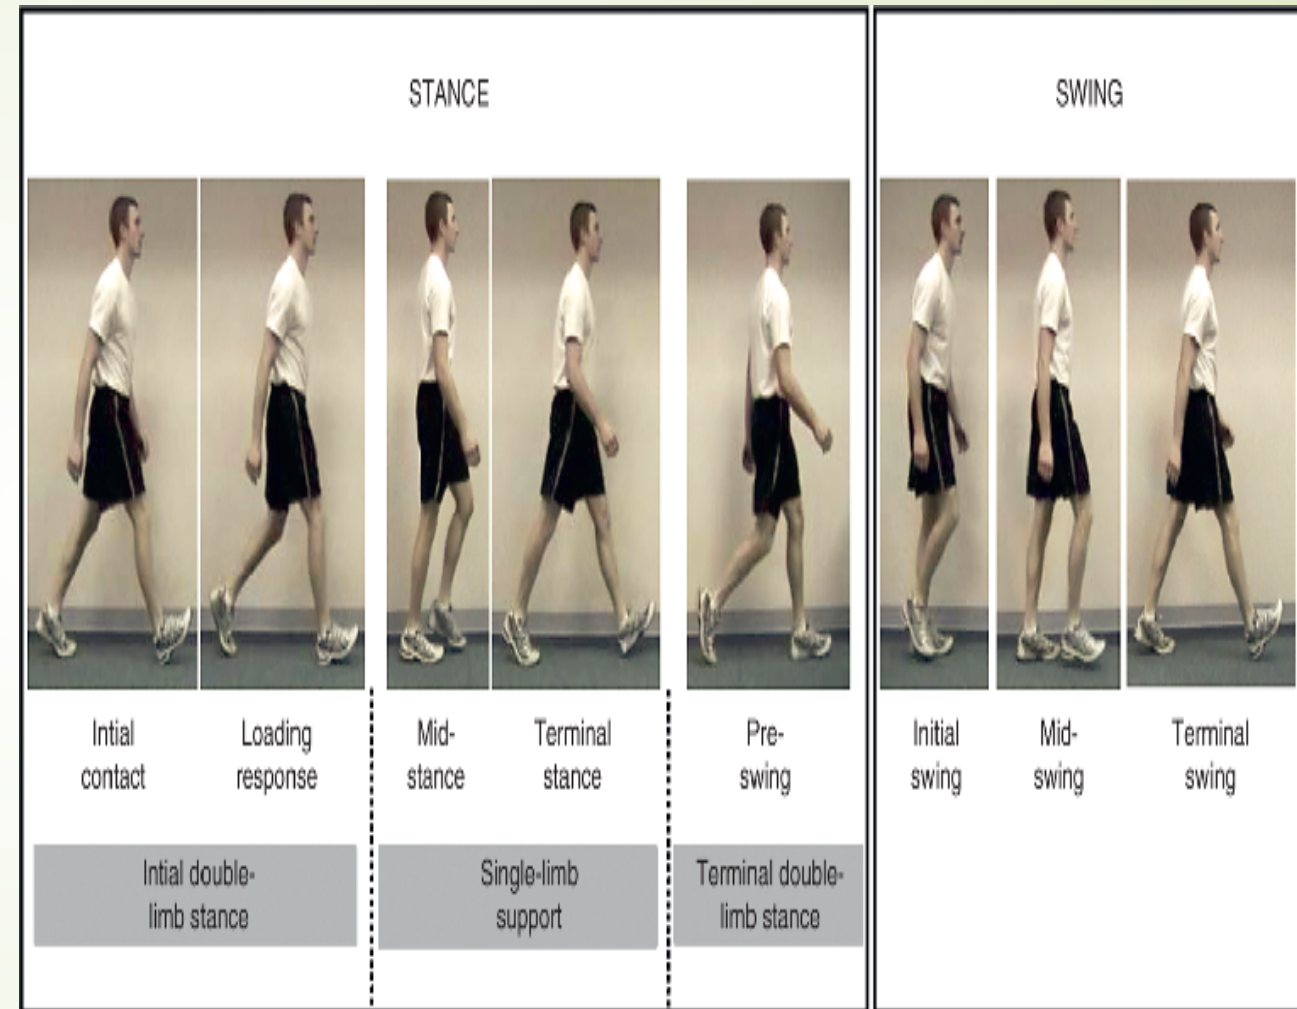 STANCE
SWING
Intial
contact
Loading
response
Mid-
stance
Terminal
stance
Pre-
swing
Initial
swing
Mid-
swing
Terminal
swing
Intial double-
limb stance
Single-limb
support
Terminal double-
limb stance